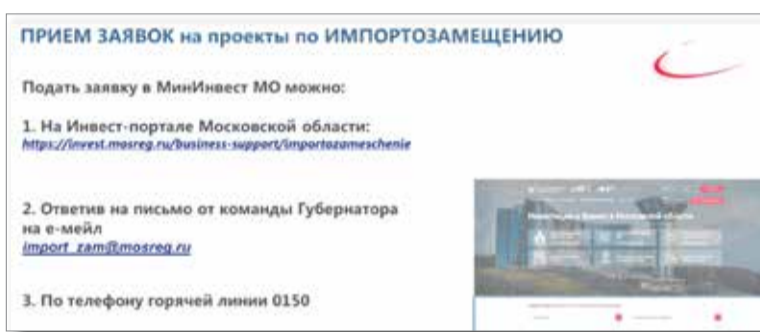 ПРИЕМ ЗАЯВОК на проекты по ИМПОРТОЗАМЕЩЕНИЮ
Подать заявку в МинИнвест МО можно:
1. На Инвест-портале Московской области:
https://invest.mosreg.ru/business-support/importozameschenie
2. Ответив на письмо от команды Губернатора
на е-мейл
import_zam@mosreg.ru
3. По телефону горячей линии 0150